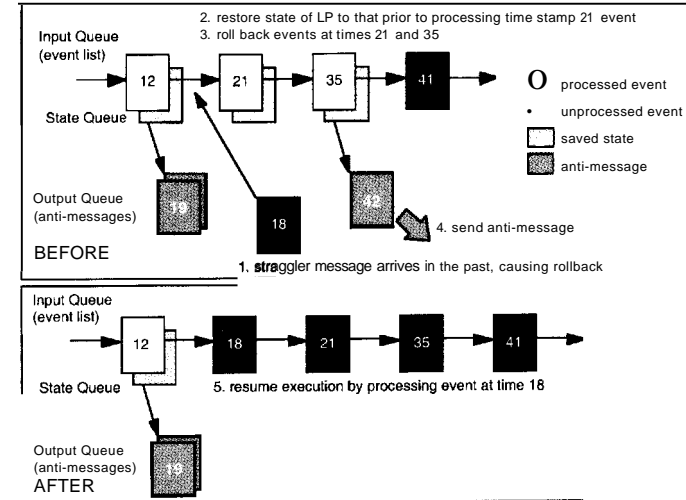 2. restore state of LP to that prior to processing time stamp 21 event
3. roll back events at times 21 and 35
Input Queue
(event list)
12
21
35
41
State Queue
O processed event
• unprocessed event
saved state
anti-message
Output Queue
(anti-messages)
19
18
42
4. send anti-message
BEFORE
1. straggler message arrives in the past, causing rollback
Input Queue
(event list)
12
18
21
35
41
State Queue
5. resume execution by processing event at time 18
Output Queue
(anti-messages)
19
AFTER